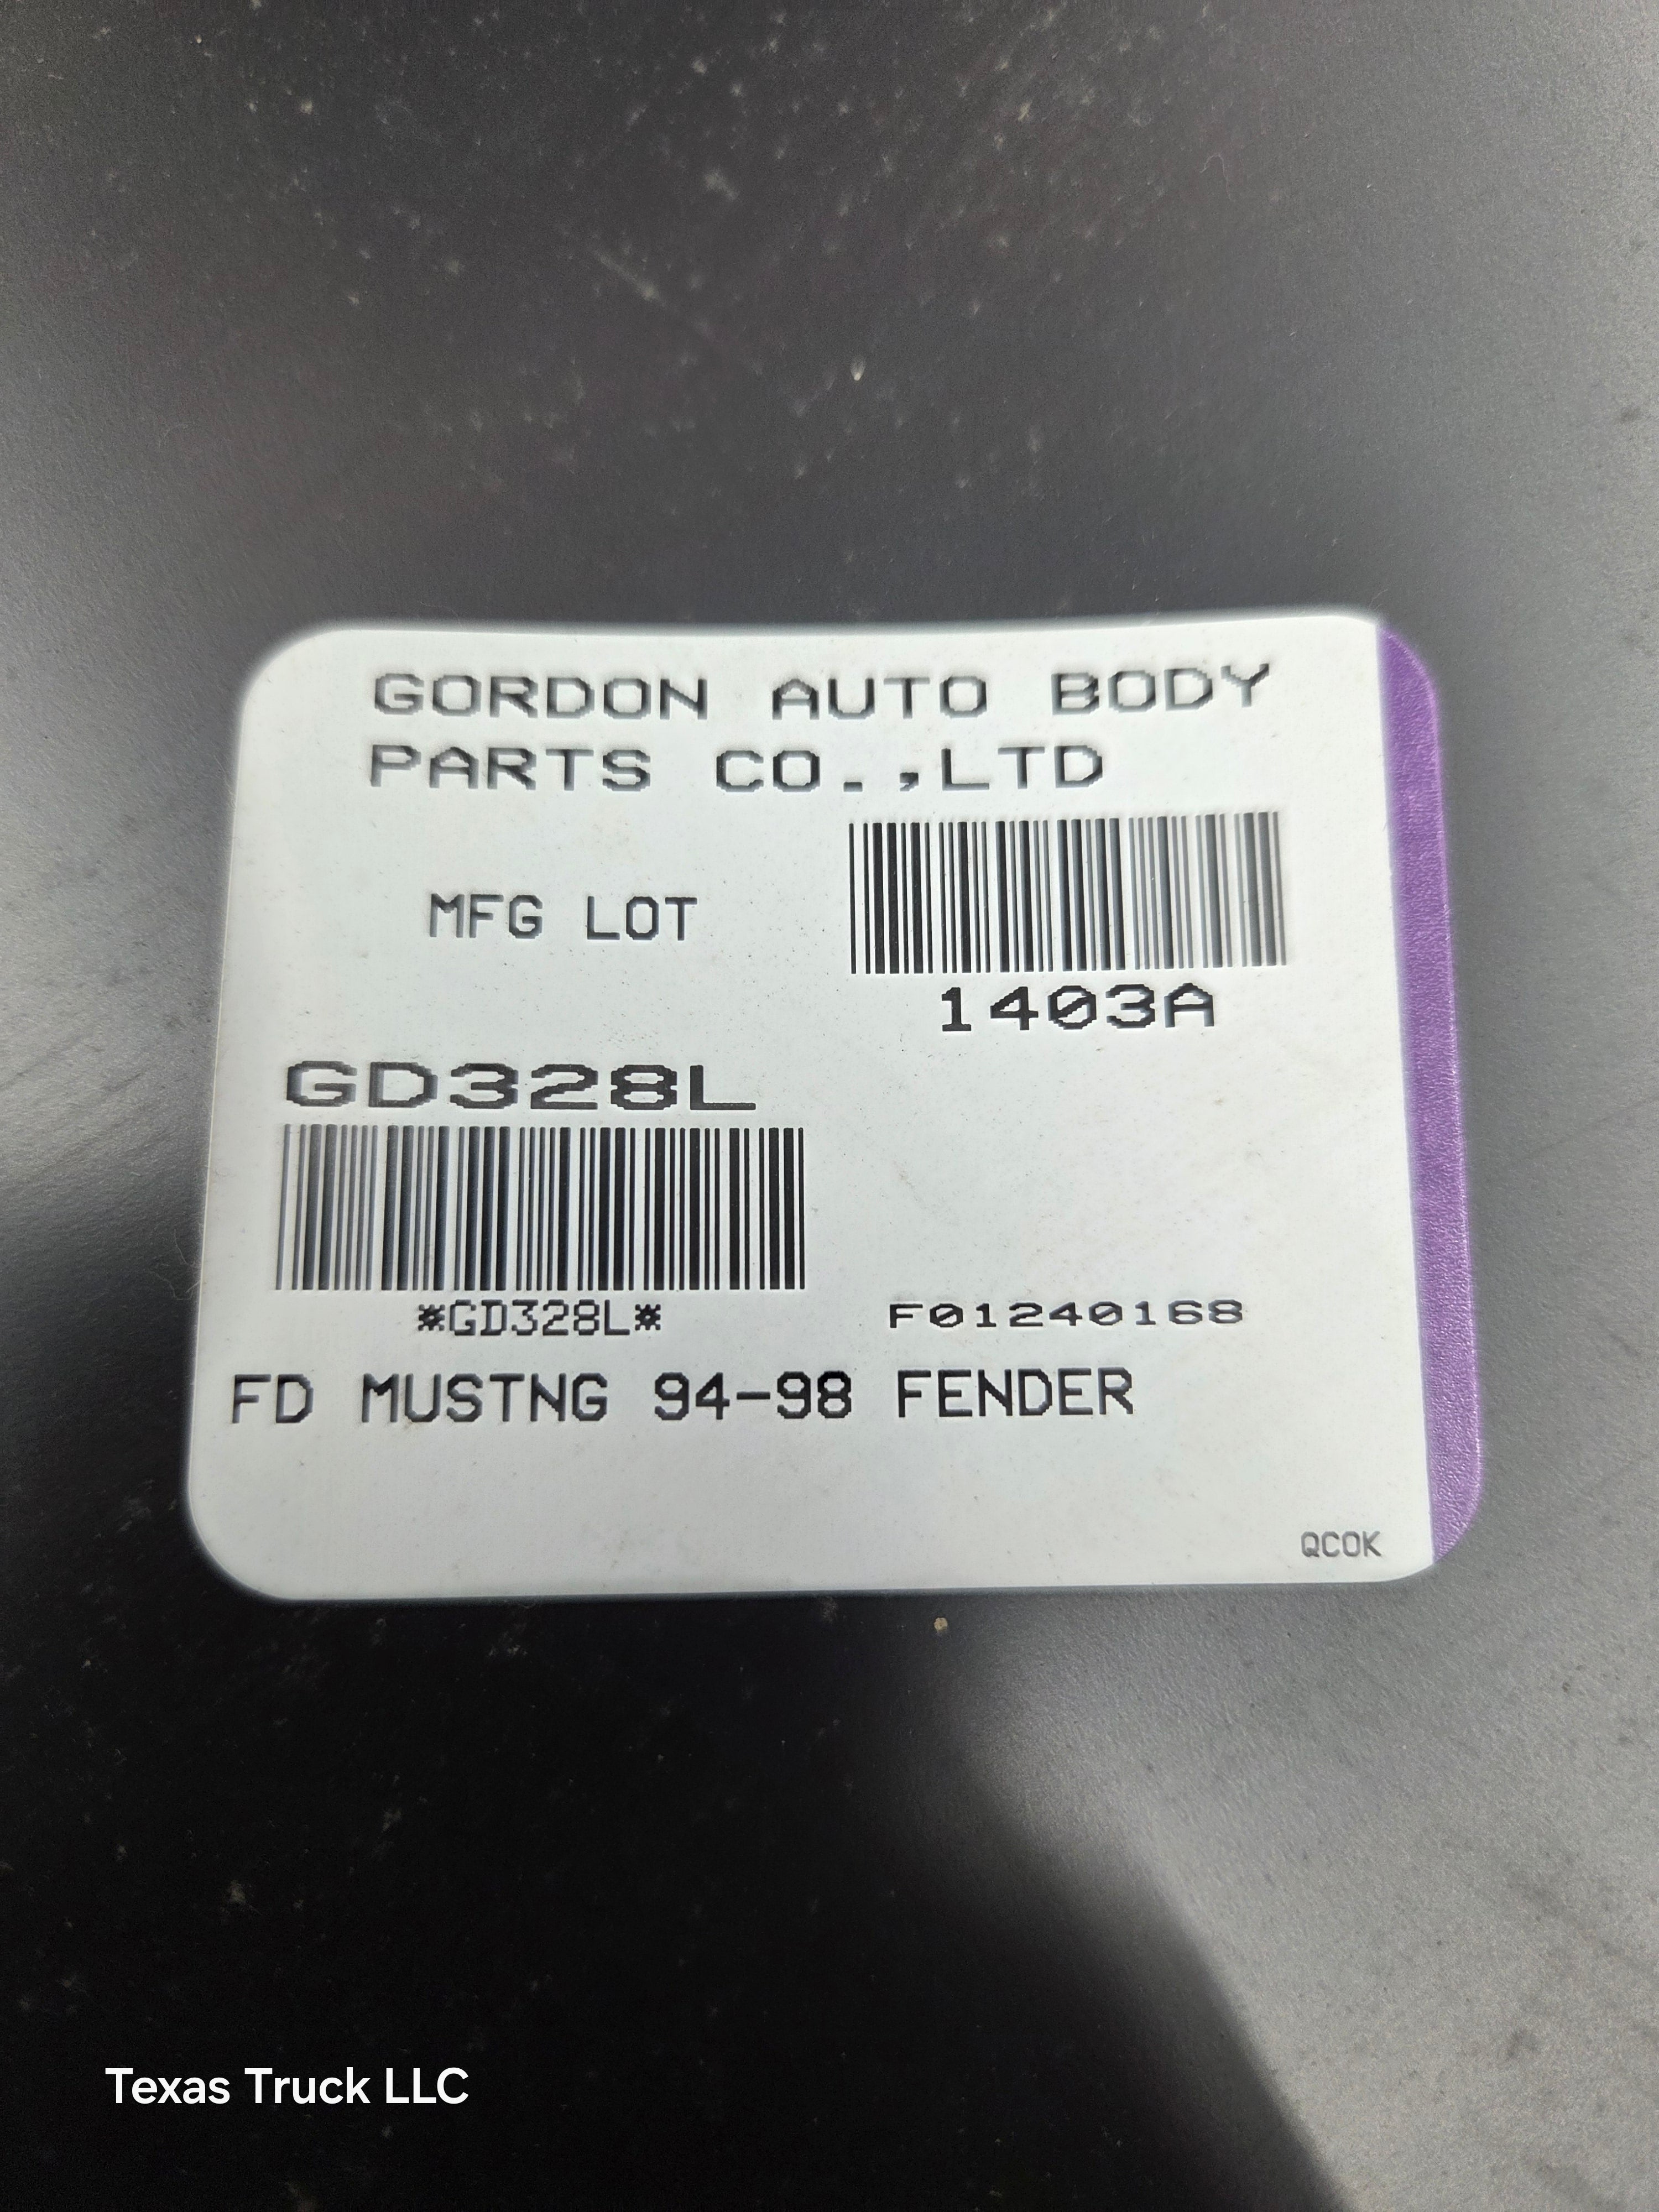 GORDON AUTO BODY
PARTS CO.,LTD
MFG LOT
1403A
GD328L
*GD328L*
F01240168
FD MUSTNG 94-98 FENDER
QCOK
Texas Truck LLC